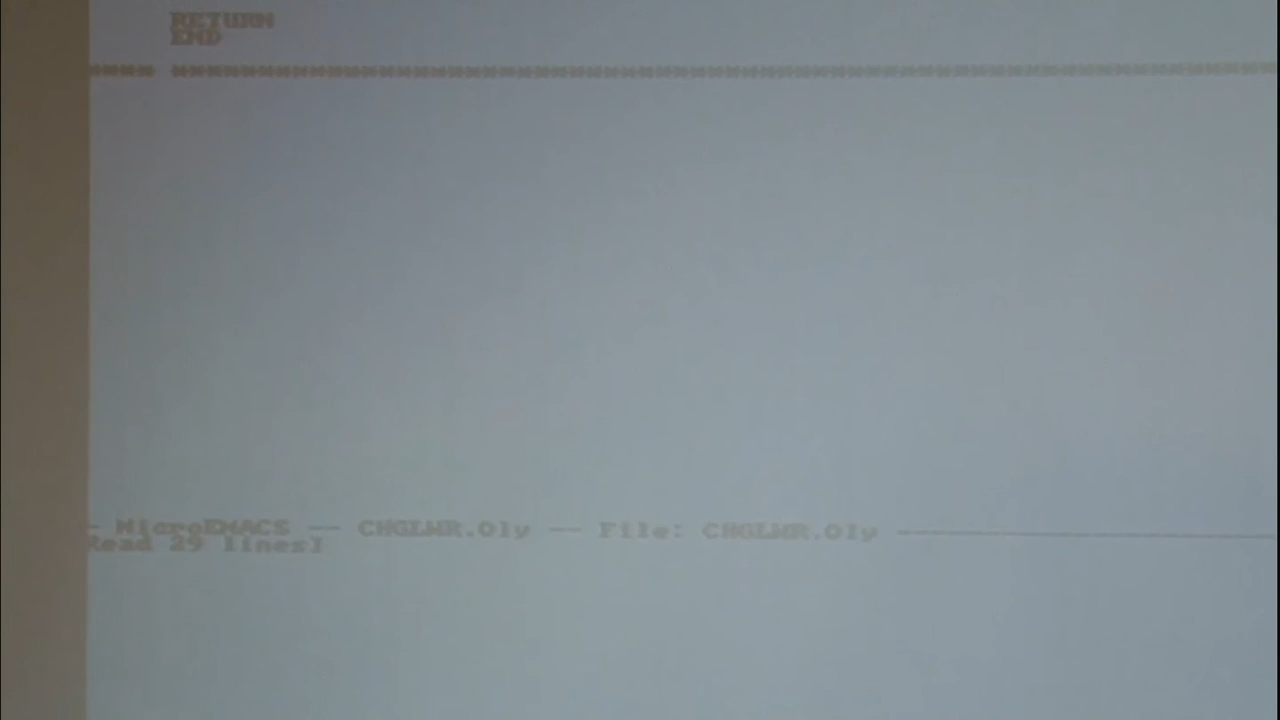 RETURN
END
— MicroEMACS —— CHGLWR.Oly —— File: CHGLWR.Oly ——
Read 29 lines]